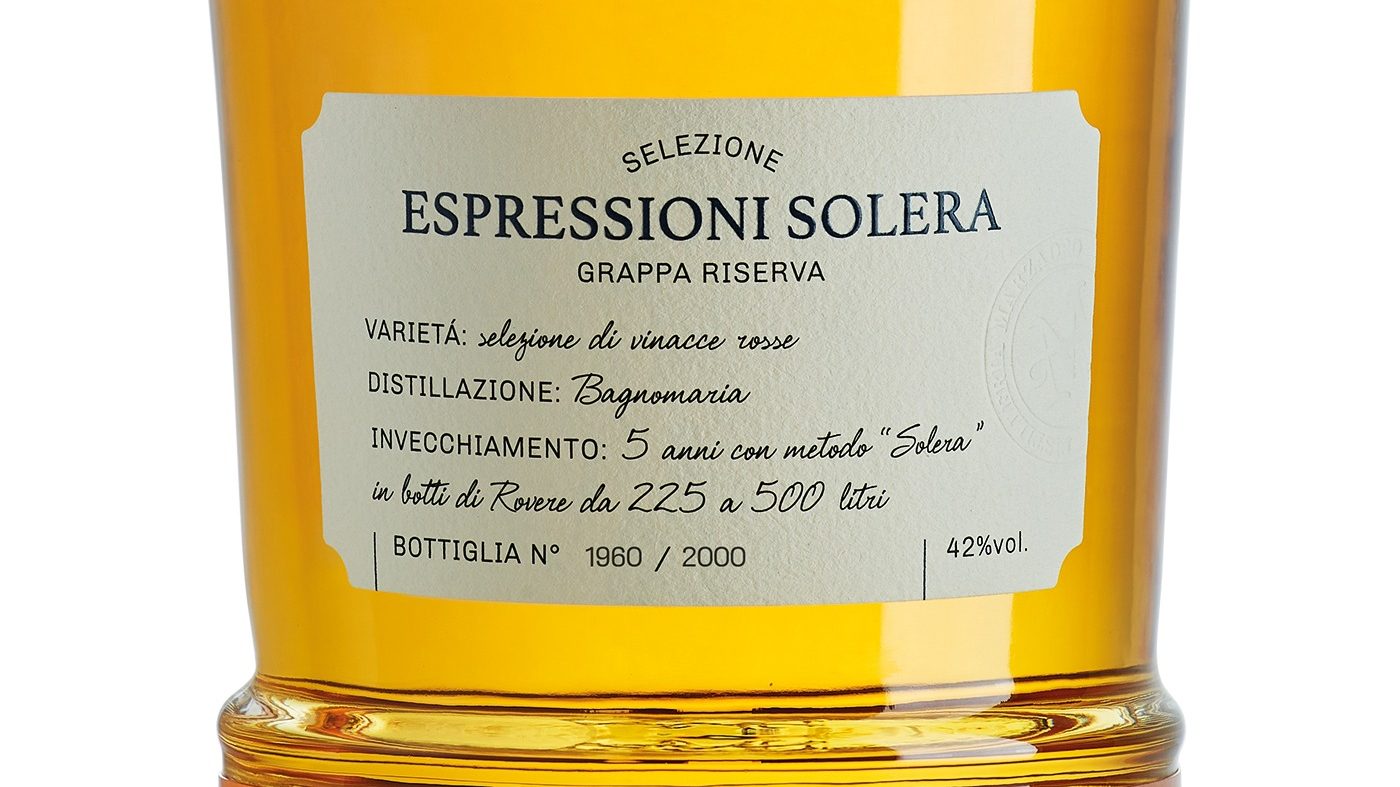 SELEZIONE
ESPRESSIONI SOLERA
GRAPPA RISERVA
VARIETÁ: selezione di vinacce rosse
DISTILLAZIONE: Bagnomaria
INVECCHIAMENTO: 5 anni con metodo “Solera”
in botti di Rovere da 225 a 500 litri
BOTTIGLIA N° 1960 / 2000
42%vol.